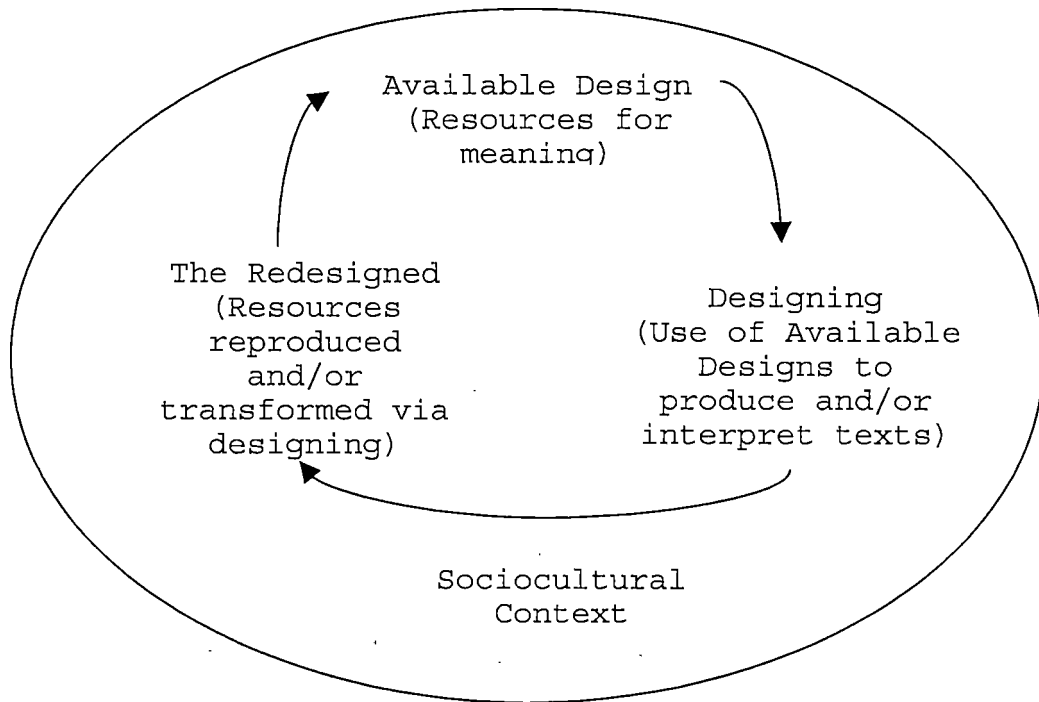 Available Design
(Resources for
meaning)
The Redesigned
(Resources
reproduced
and/or
transformed via
designing)
Designing
(Use of Available
Designs to
produce and/or
interpret texts)
Sociocultural
Context